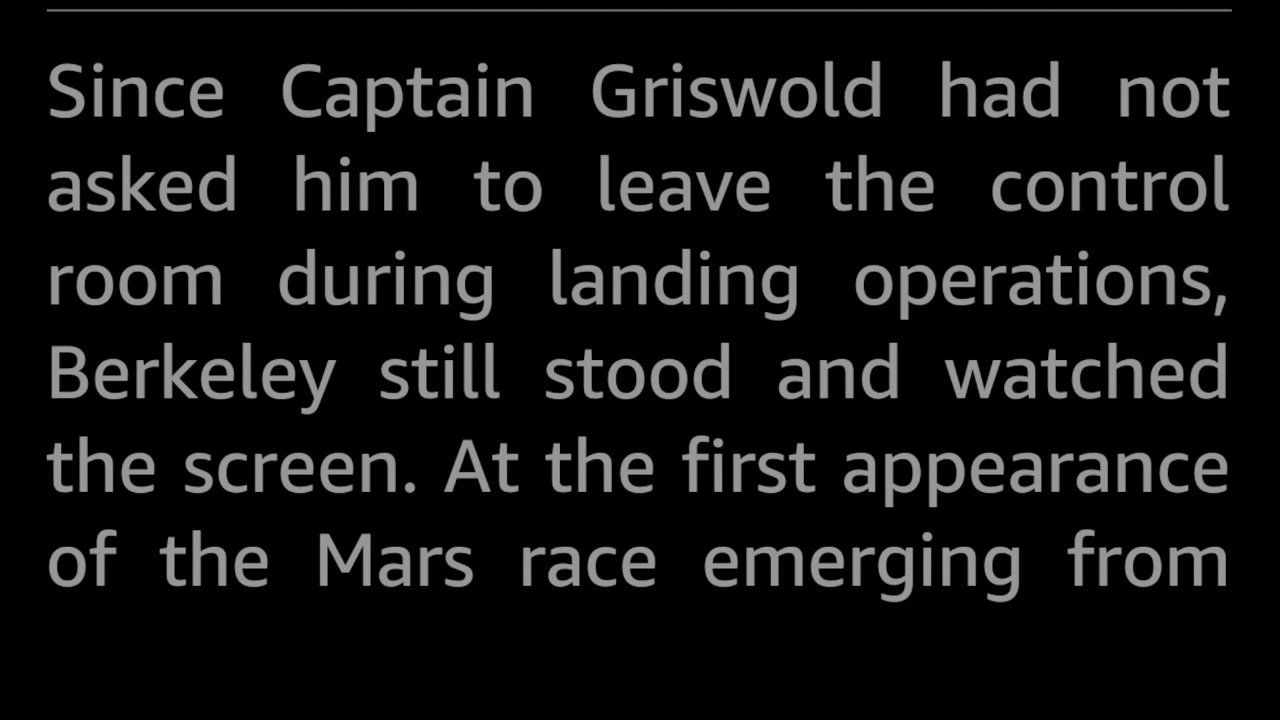 Since Captain Griswold had not
asked him to leave the control
room during landing operations,
Berkeley still stood and watched
the screen. At the first appearance
of the Mars race emerging from